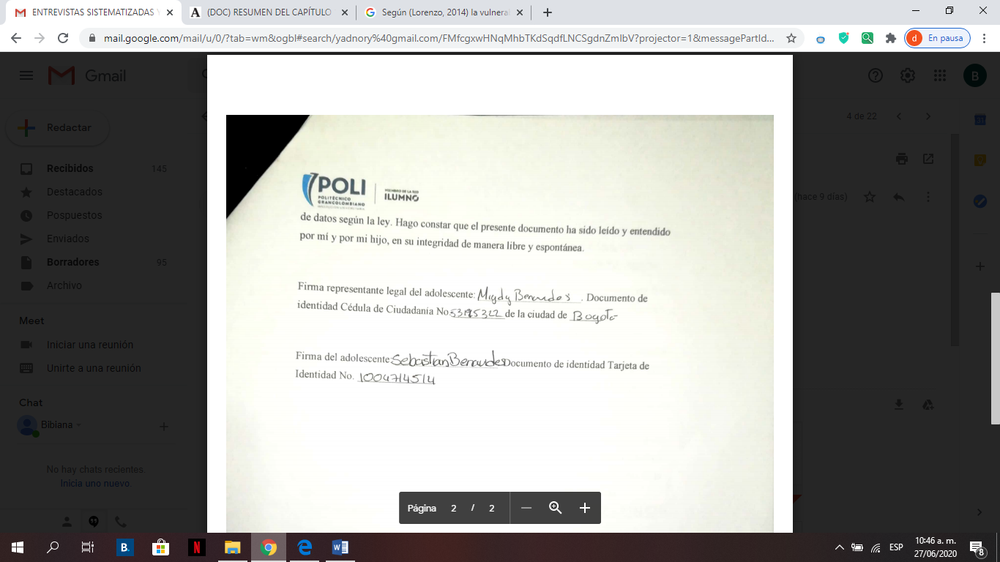 ENTREVISTAS SISTEMATIZADAS Y
(DOC) RESUMEN DEL CAPÍTULO
Según (Lorenzo, 2014) la vulnera
mail.google.com/mail/u/0/?tab=wm&ogbl#search/yadnory%40gmail.com/FMfcgxwHNqMhbTKdSqdfLNCSgdnZmlbV?projector=1&messagePartId...
En pausa
Gmail
Redactar
4 de 22
Recibidos 145
Destacados
Pospuestos
(hace 9 días)
Enviados
Borradores 95
Archivo
Meet
Iniciar una reunión
Unirte a una reunión
Chat
Bibiana
No hay chats recientes.
Inicia uno nuevo.
POLI
POLITÉCNICO
GRANCOLOMBIANO
MIEMBRO DE LA RED
ILUMNO
de datos según la ley. Hago constar que el presente documento ha sido leído y entendido
por mí y por mi hijo, en su integridad de manera libre y espontánea.
Firma representante legal del adolescente: . Documento de
identidad Cédula de Ciudadanía No. de la ciudad de Bogota
Firma del adolescente: Sebastian Documento de identidad Tarjeta de
Identidad No. 1004714514
Página 2 / 2
ESP
10:46 a. m.
27/06/2020
8